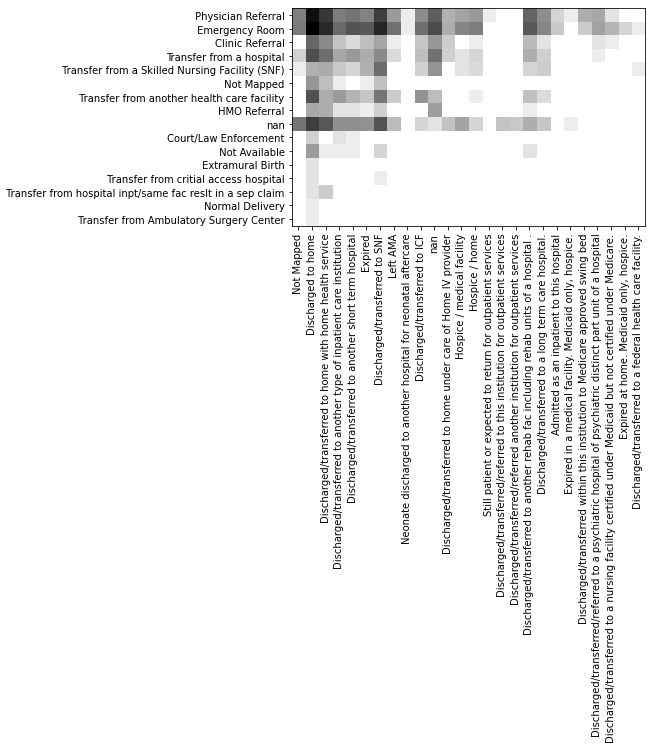 Physician Referral
Emergency Room
Clinic Referral
Transfer from a hospital
Transfer from a Skilled Nursing Facility (SNF)
Not Mapped
Transfer from another health care facility
HMO Referral
nan
Court/Law Enforcement
Not Available
Extramural Birth
Transfer from critial access hospital
Transfer from hospital inpt/same fac reslt in a sep claim
Normal Delivery
Transfer from Ambulatory Surgery Center
Not Mapped
Discharged to home
Discharged/transferred to home with home health service
Discharged/transferred to another type of inpatient care institution
Discharged/transferred to another short term hospital
Expired
Discharged/transferred to SNF
Left AMA
Neonate discharged to another hospital for neonatal aftercare
Discharged/transferred to ICF
nan
Discharged/transferred to home under care of Home IV provider
Hospice / medical facility
Hospice / home
Still patient or expected to return for outpatient services
Discharged/transferred/referred to this institution for outpatient services
Discharged/transferred/referred another institution for outpatient services
Discharged/transferred to another rehab fac including rehab units of a hospital .
Discharged/transferred to a long term care hospital.
Admitted as an inpatient to this hospital
Expired in a medical facility. Medicaid only, hospice.
Discharged/transferred within this institution to Medicare approved swing bed
Discharged/transferred/referred to a psychiatric hospital of psychiatric distinct part unit of a hospital
Discharged/transferred to a nursing facility certified under Medicaid but not certified under Medicare.
Expired at home. Medicaid only, hospice.
Discharged/transferred to a federal health care facility.